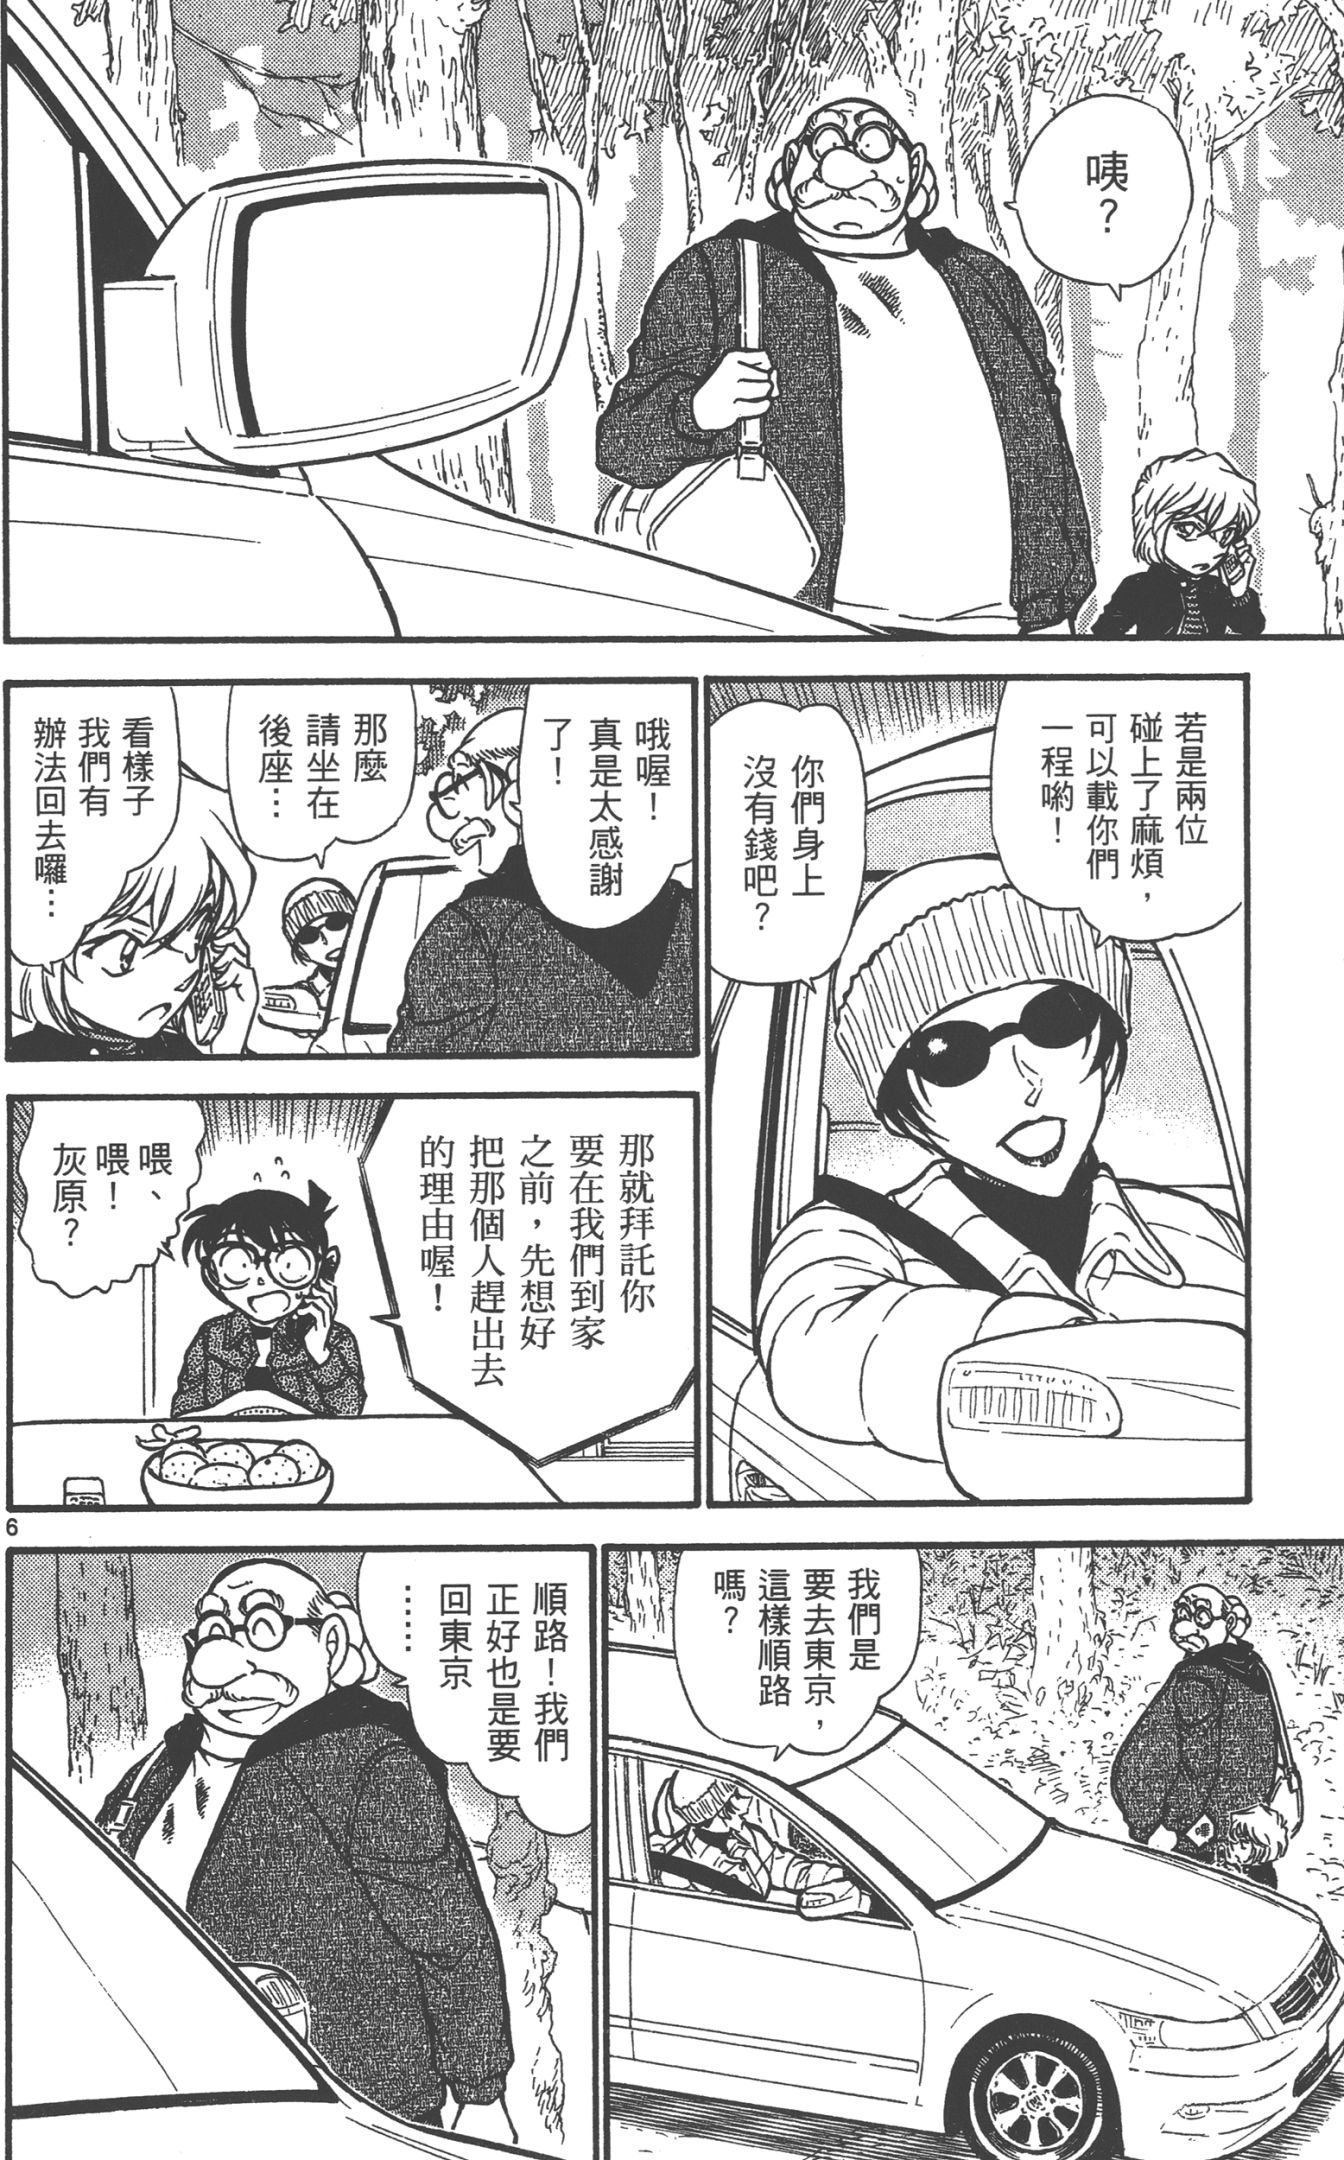 咦？
若是兩位
碰上了麻煩，
可以載你們
一程喲！
你們身上
沒有錢吧？
哦喔！
真是太感謝
了！
那麼
請坐在
後座…
看樣子
我們有
辦法回去囉…
那就拜託你
要在我們到家
之前，先想好
把那個人趕出去
的理由喔！
喂、
喂！
灰原？
6
我們是
要去東京，
這樣順路
嗎？
嗶
順路！我們
正好也是要
回東京
……